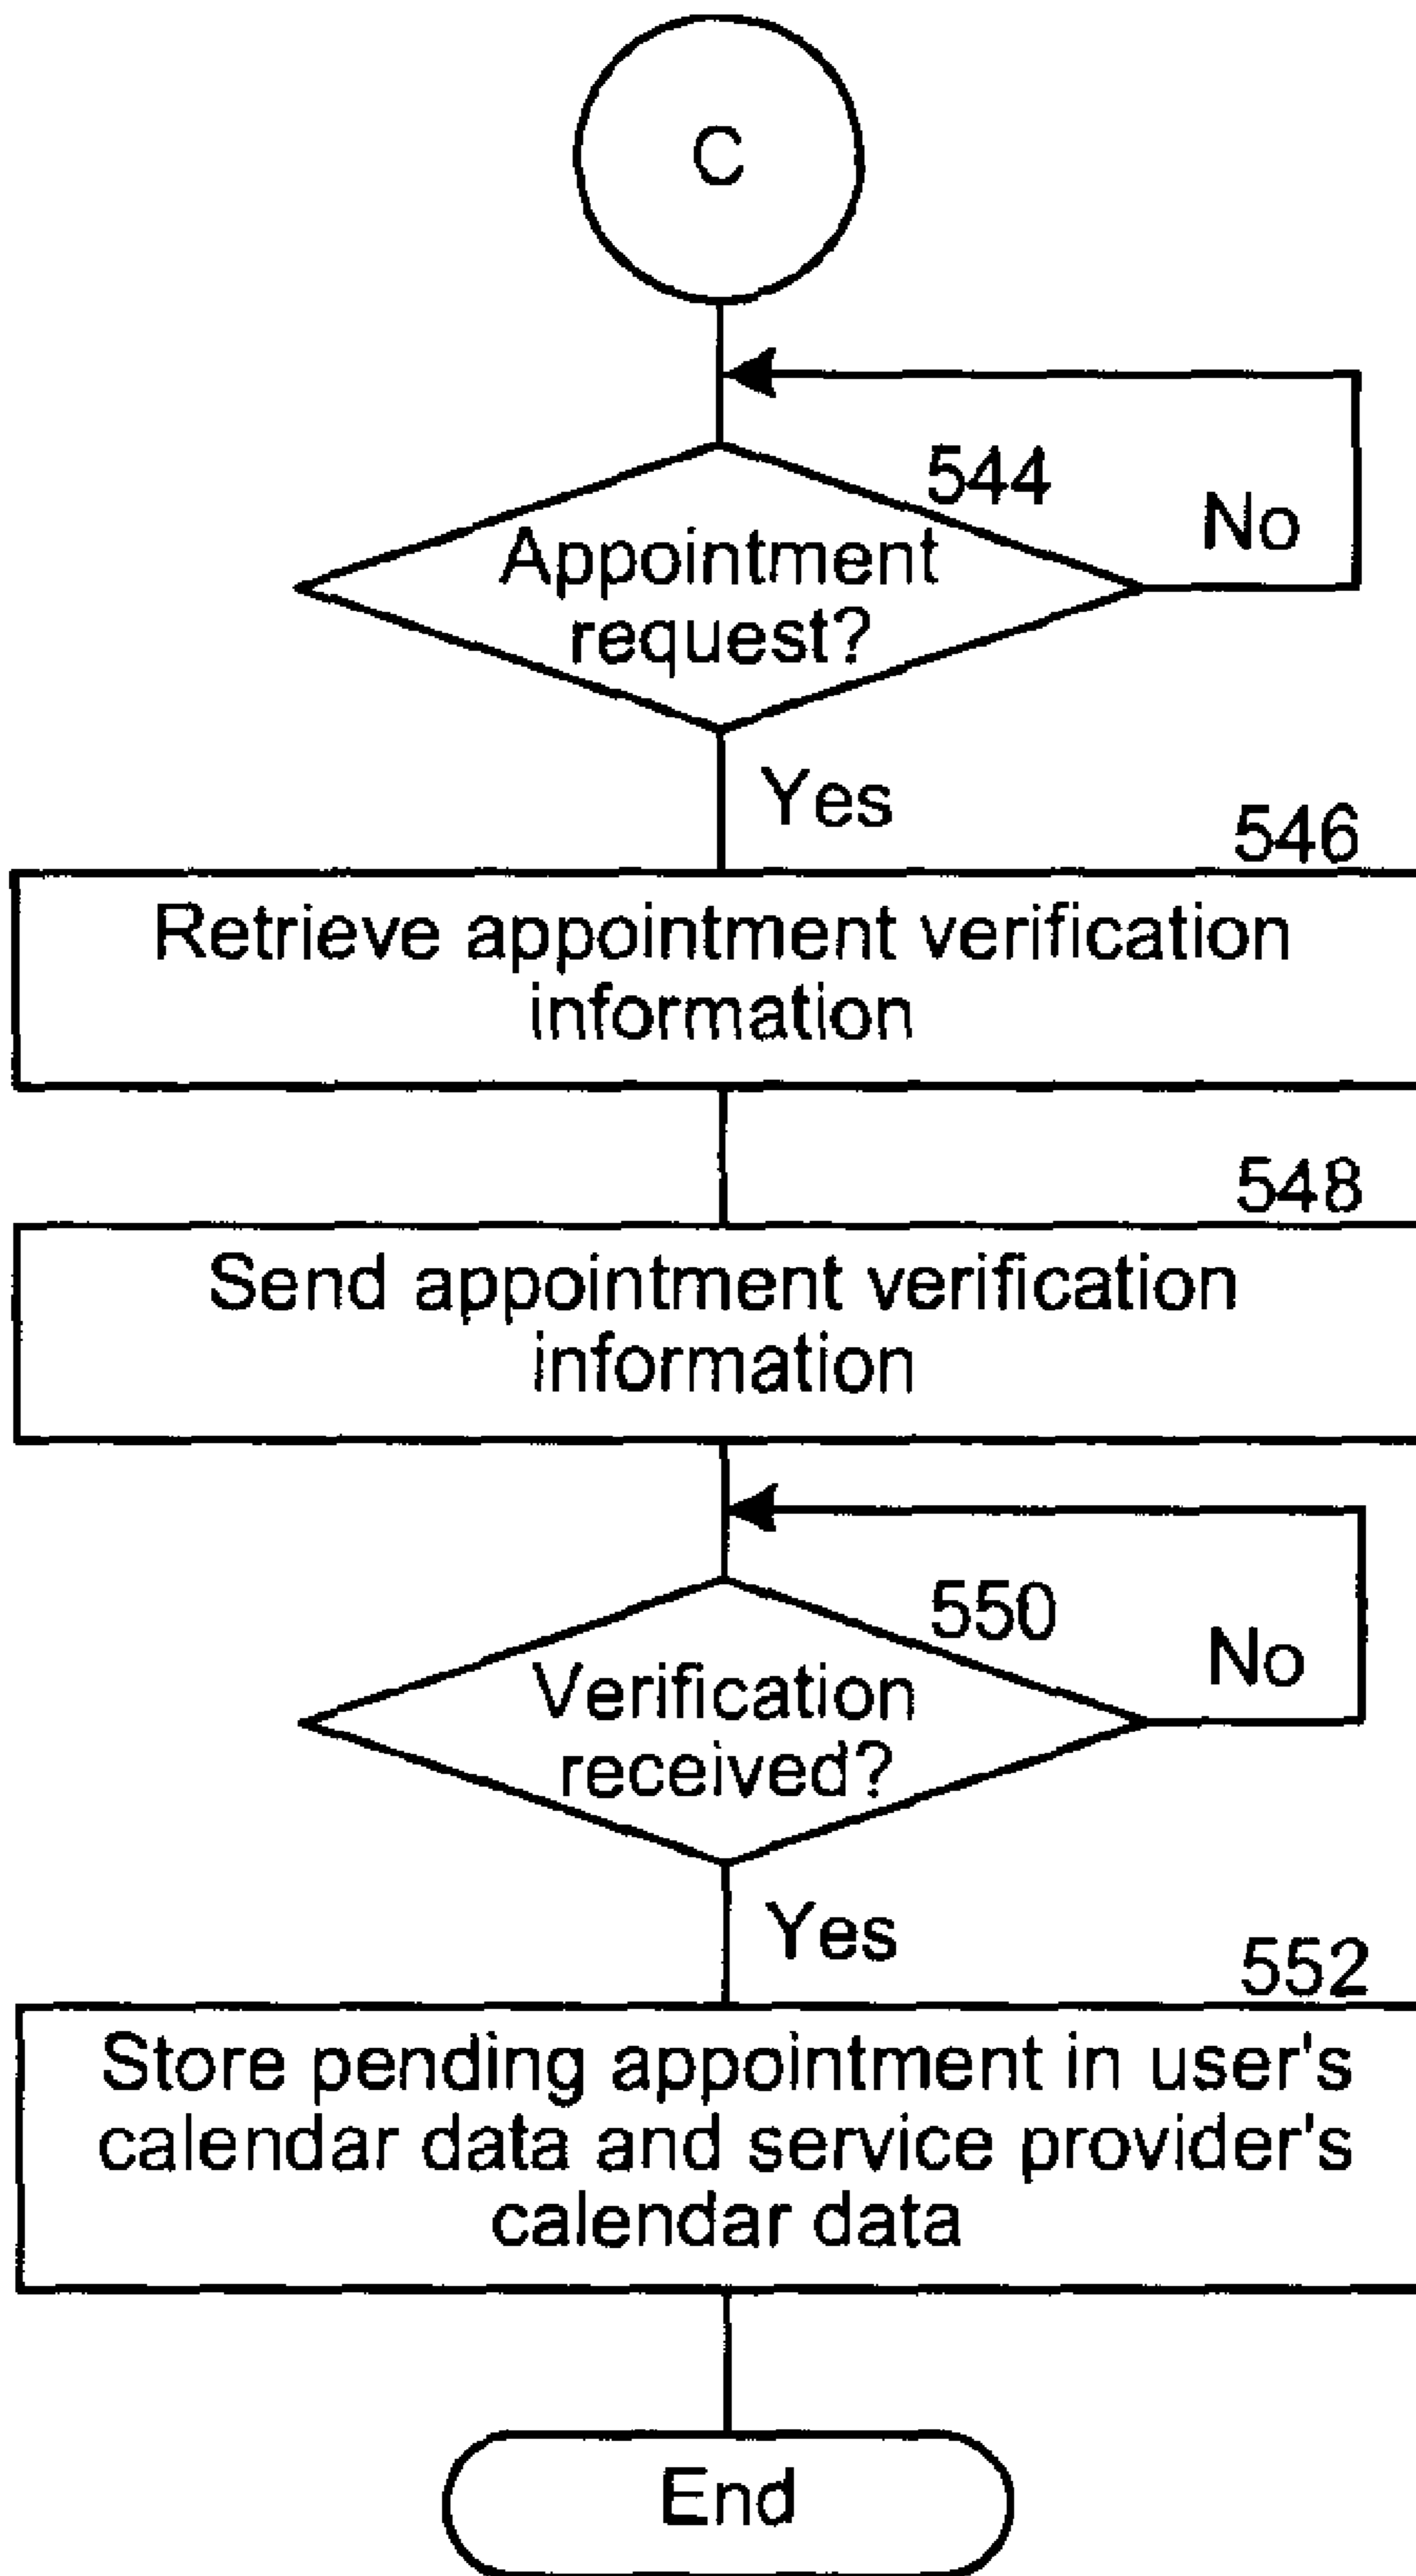 C
544
No
Appointment
request?
Yes
546
Retrieve appointment verification
information
548
Send appointment verification
information
550
No
Verification
received?
Yes
552
Store pending appointment in user's
calendar data and service provider's
calendar data
End